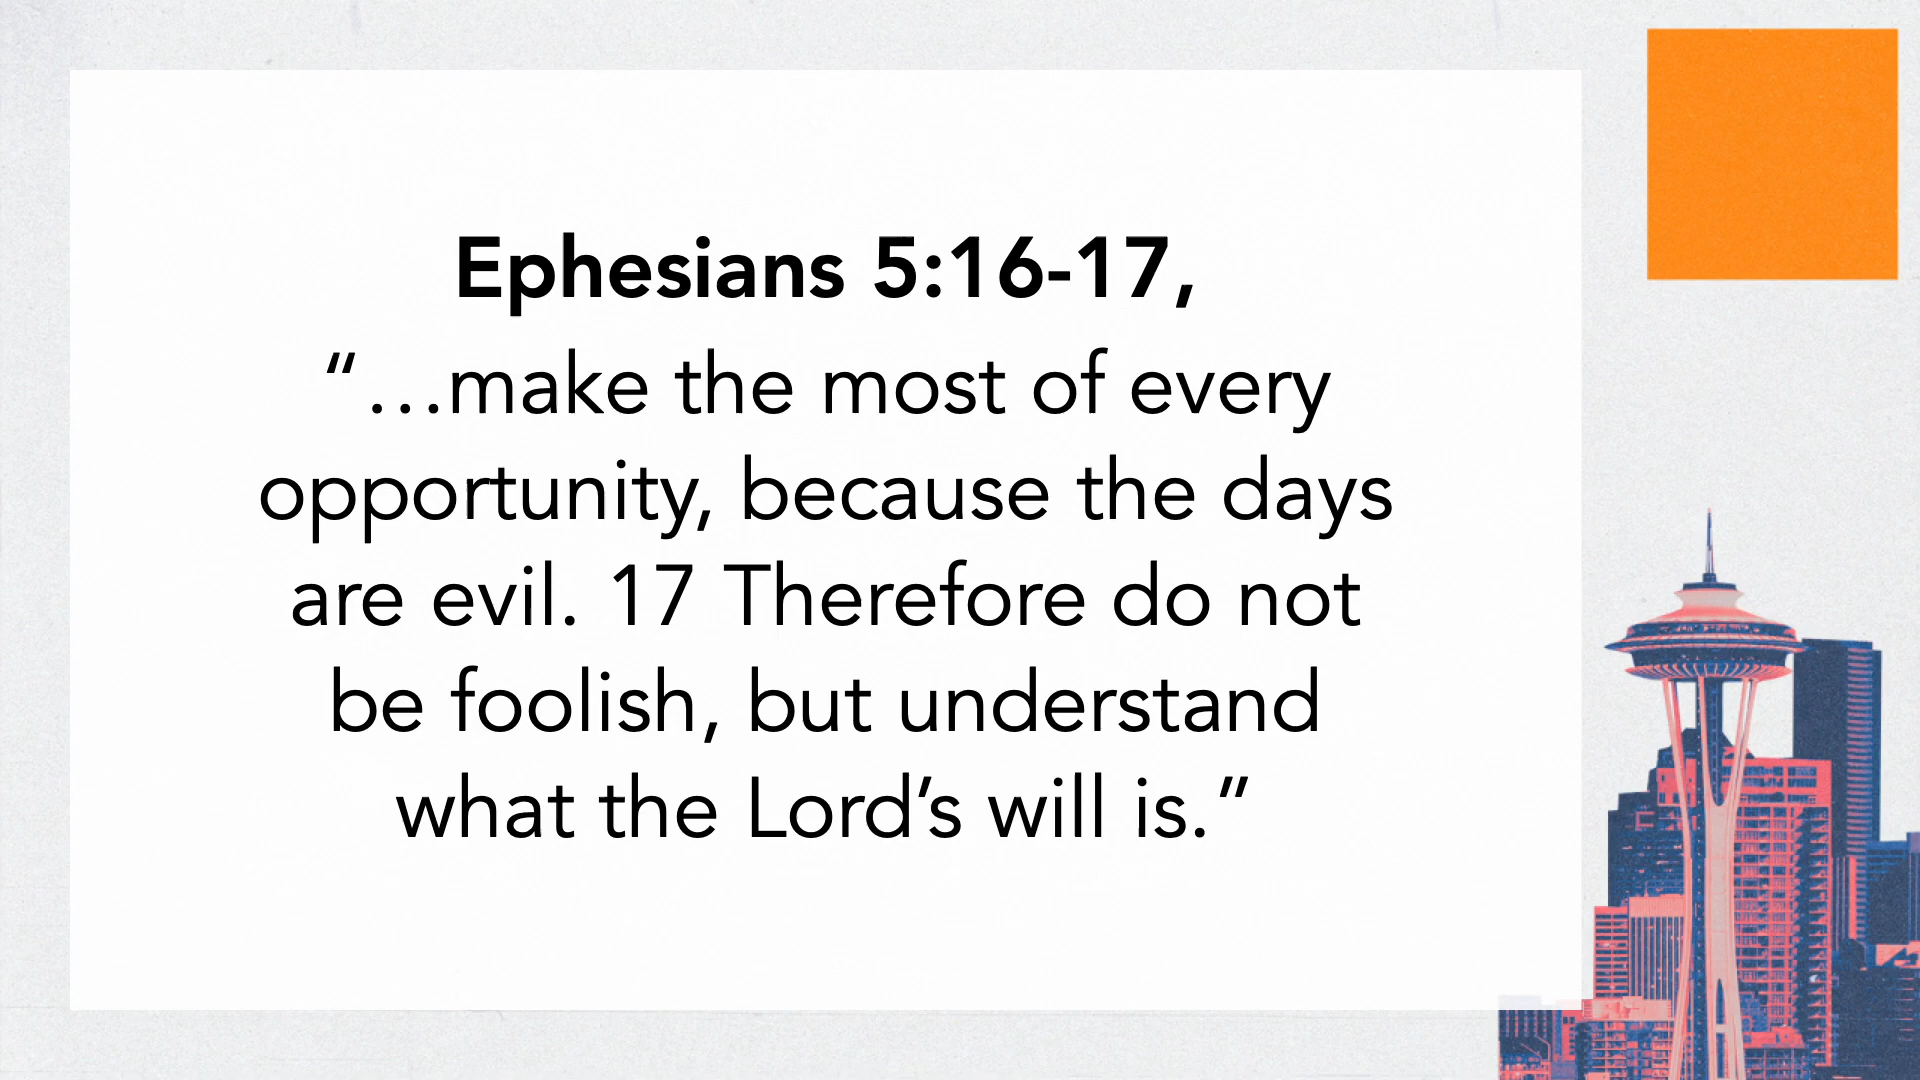 Ephesians 5:16-17,
“…make the most of every
opportunity, because the days
are evil. 17 Therefore do not
be foolish, but understand
what the Lord’s will is.”